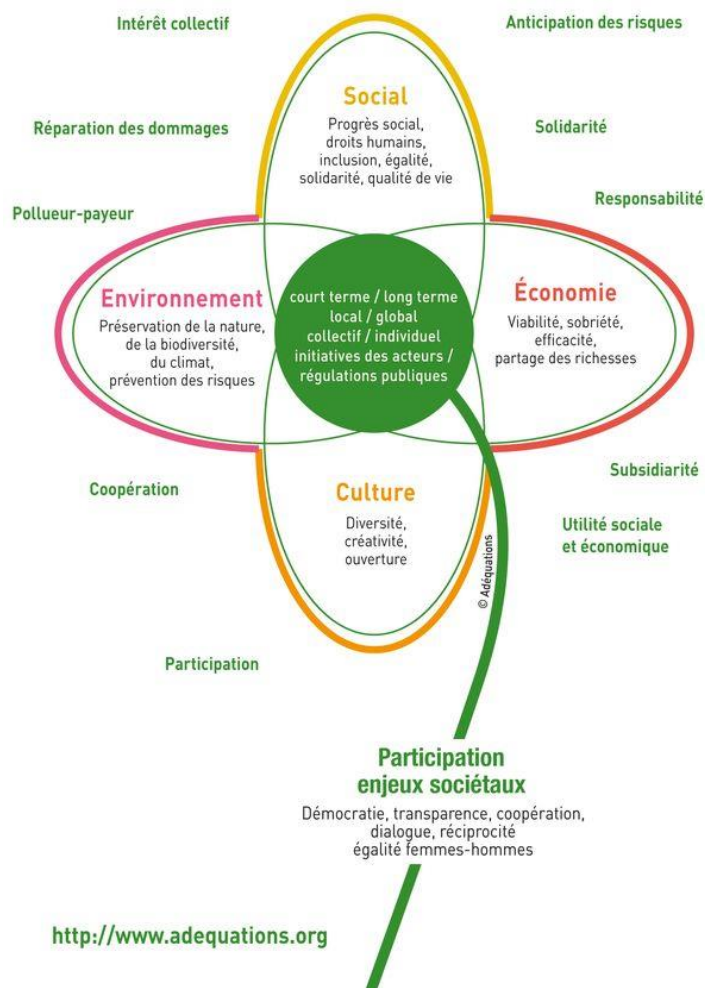 Intérêt collectif
Anticipation des risques
Social
Progrès social,
droits humains,
inclusion, égalité,
solidarité, qualité de vie
Réparation des dommages
Solidarité
Pollueur-payeur
Responsabilité
Environnement
Préservation de la nature,
de la biodiversité,
du climat,
prévention des risques
court terme / long terme
local / global
collectif / individuel
initiatives des acteurs /
régulations publiques
Économie
Viabilité, sobriété,
efficacité,
partage des richesses
Coopération
Culture
Diversité,
créativité,
ouverture
Subsidiarité
Utilité sociale
et économique
© Adéquations
Participation
Participation
enjeux sociétaux
Démocratie, transparence, coopération,
dialogue, réciprocité
égalité femmes-hommes
http://www.adequations.org